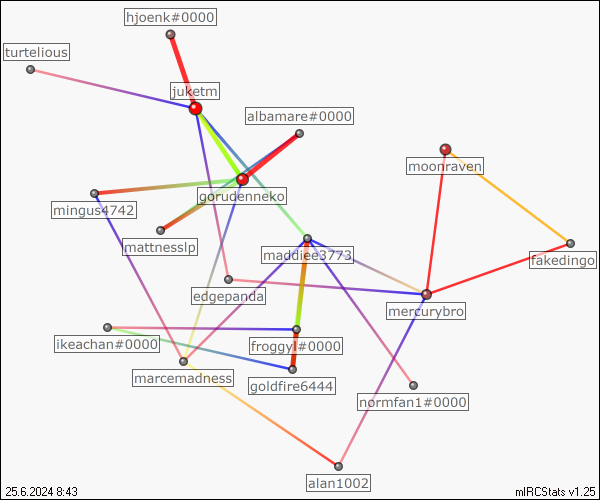 hjoenk#0000
turtelious
juketm
albamare#0000
moonraven
gorudenneko
mingus4742
mattnesslp
maddiee3773
fakedingo
edgepanda
mercurybro
ikeachan#0000
froggyl#0000
marcemadness
goldfire6444
normfan1#0000
alan1002
25.6.2024 8:43
mIRCStats v1.25